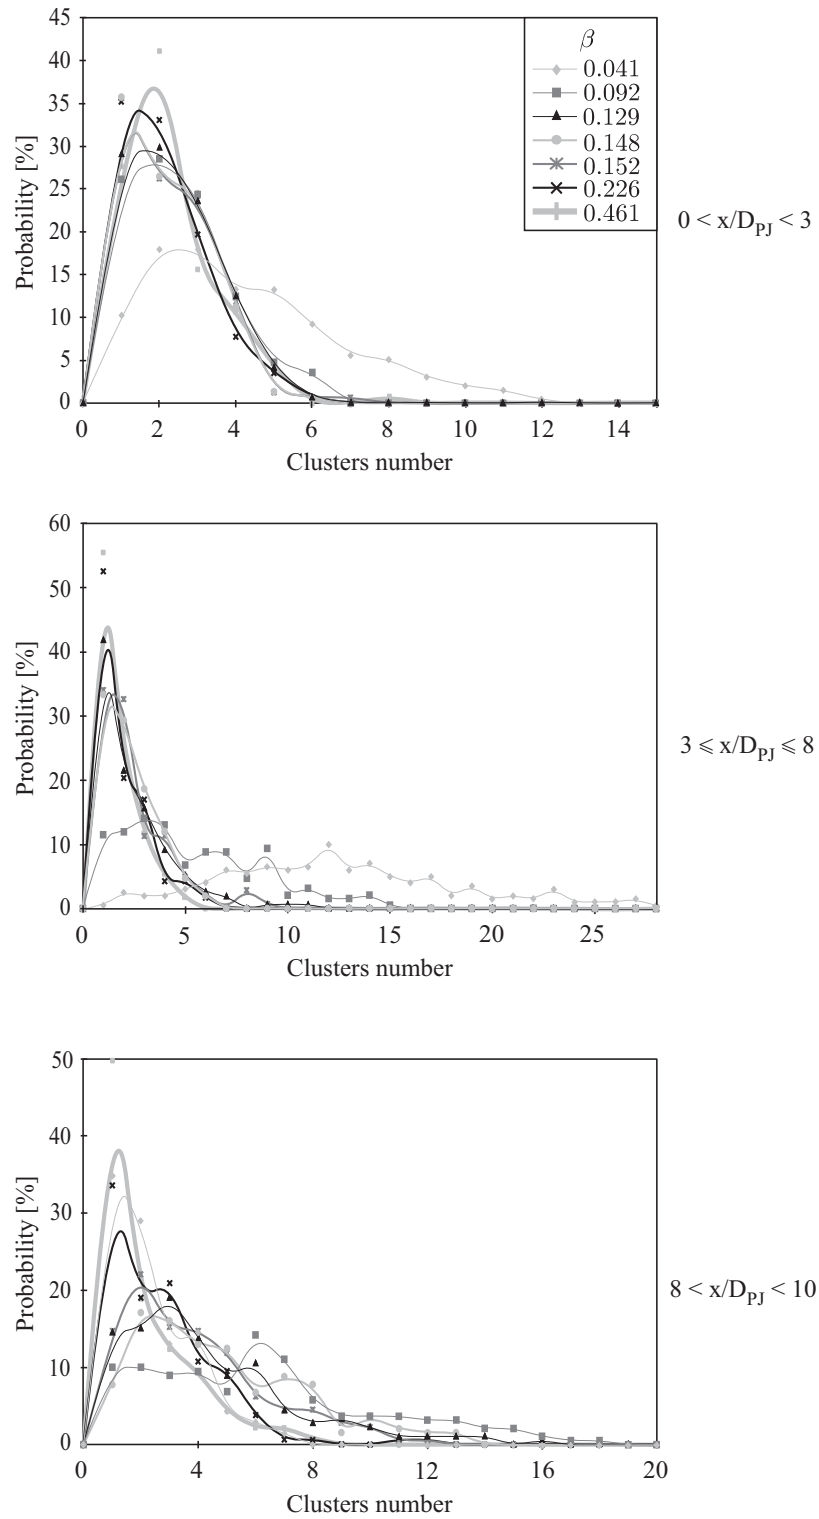 45
40
35
30
25
20
15
10
5
0
Probability [%]
β
0.041
0.092
0.129
0.148
0.152
0.226
0.461
0 < x/D_PJ < 3
0 2 4 6 8 10 12 14
Clusters number
60
50
40
30
20
10
0
Probability [%]
3 ⩽ x/D_PJ ⩽ 8
0 5 10 15 20 25
Clusters number
50
40
30
20
10
0
Probability [%]
8 < x/D_PJ < 10
0 4 8 12 16 20
Clusters number